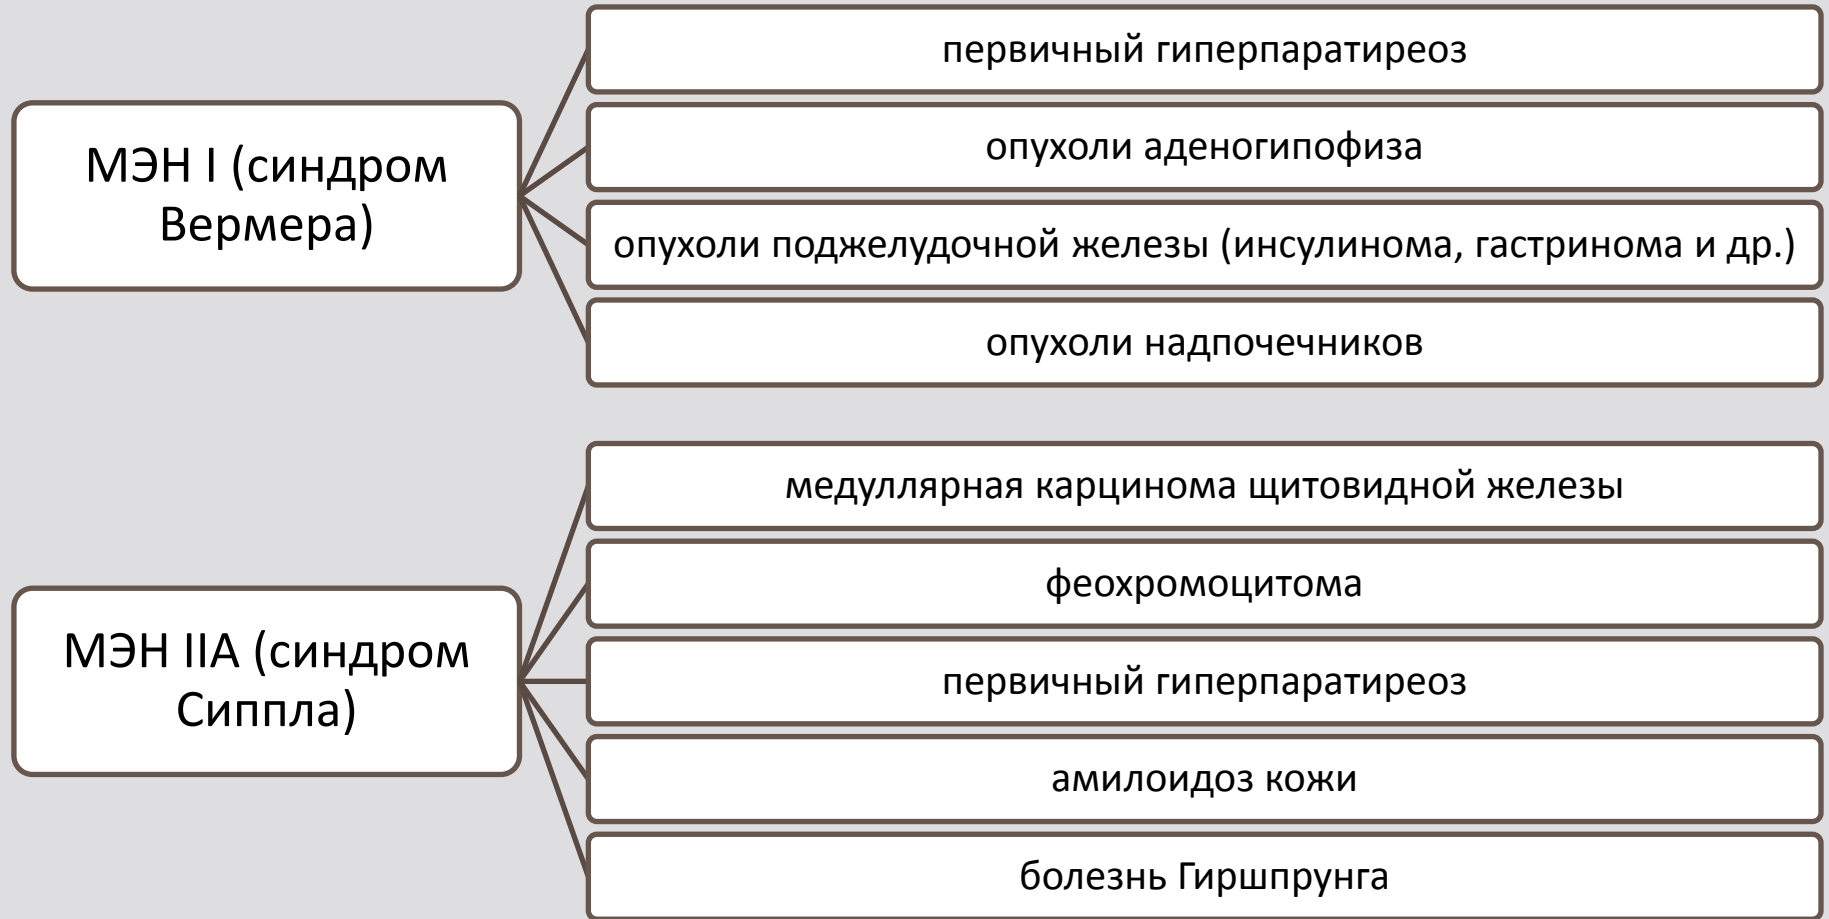 МЭН I (синдром
Вермера)
первичный гиперпаратиреоз
опухоли аденогипофиза
опухоли поджелудочной железы (инсулинома, гастринома и др.)
опухоли надпочечников
МЭН IIА (синдром
Сиппла)
медуллярная карцинома щитовидной железы
феохромоцитома
первичный гиперпаратиреоз
амилоидоз кожи
болезнь Гиршпрунга